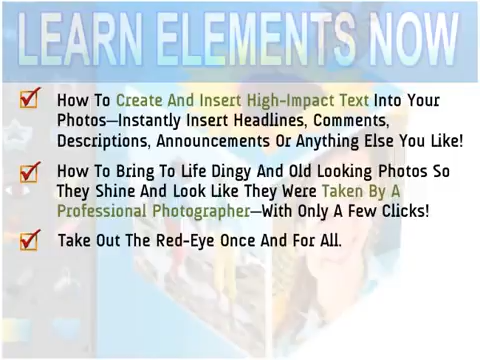 LEARN ELEMENTS NOW
How To Create And Insert High-Impact Text Into Your
Photos—Instantly Insert Headlines, Comments,
Descriptions, Announcements Or Anything Else You Like!
How To Bring To Life Dingy And Old Looking Photos So
They Shine And Look Like They Were Taken By A
Professional Photographer—With Only A Few Clicks!
Take Out The Red-Eye Once And For All.